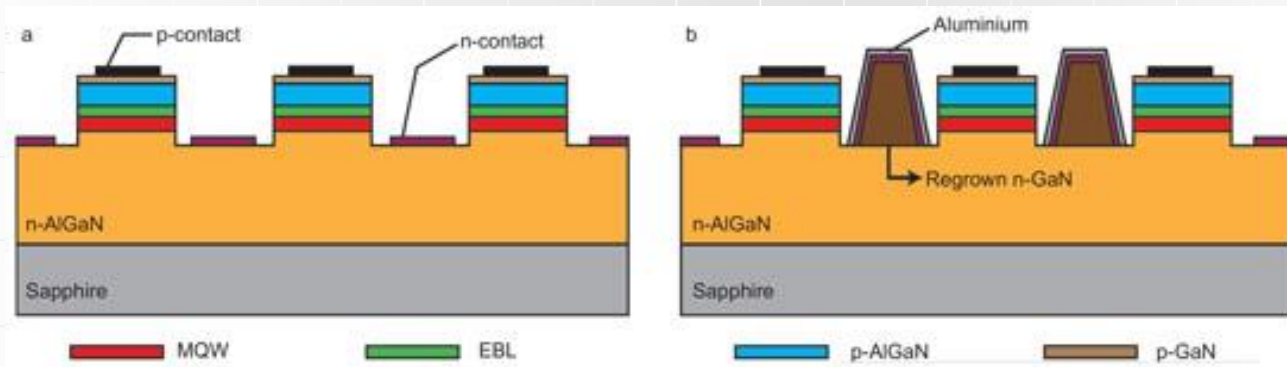 a
p-contact
n-contact
n-AlGaN
Sapphire
b
Aluminium
Regrown n-GaN
n-AlGaN
Sapphire
MQW
EBL
p-AlGaN
p-GaN